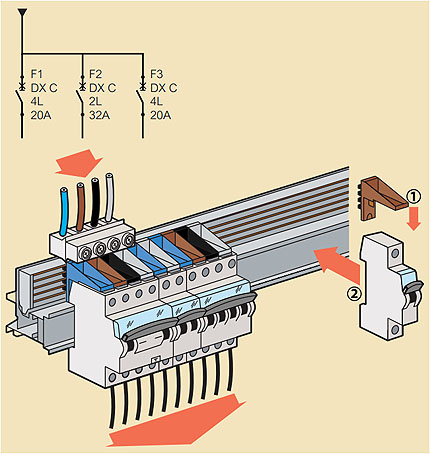 F1 F2 F3
DX C DX C DX C
4L 2L 4L
20A 32A 20A
①
②